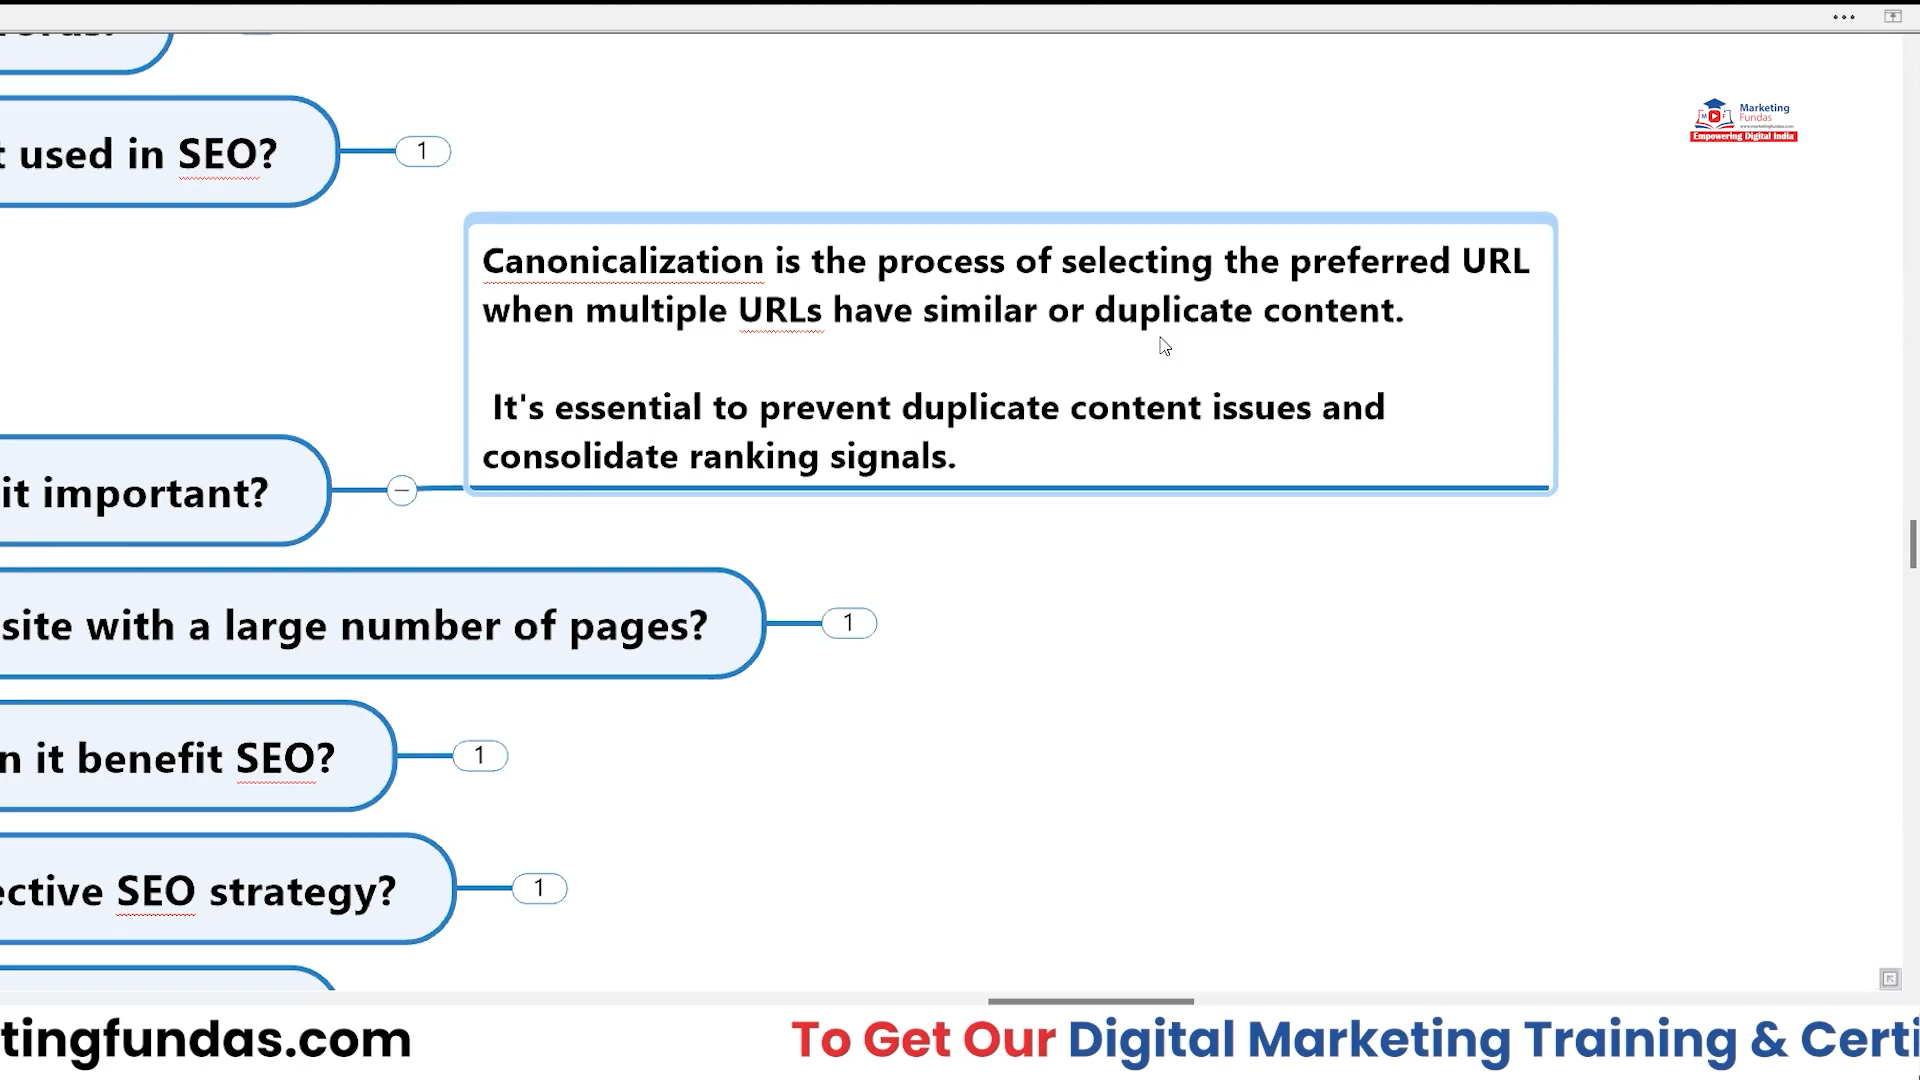 Marketing
Fundas
www.marketingfundas.com
Empowering Digital India
t used in SEO?
1
Canonicalization is the process of selecting the preferred URL
when multiple URLs have similar or duplicate content.
It's essential to prevent duplicate content issues and
consolidate ranking signals.
it important?
site with a large number of pages?
1
n it benefit SEO?
1
ective SEO strategy?
1
tingfundas.com
To Get Our Digital Marketing Training & Certi